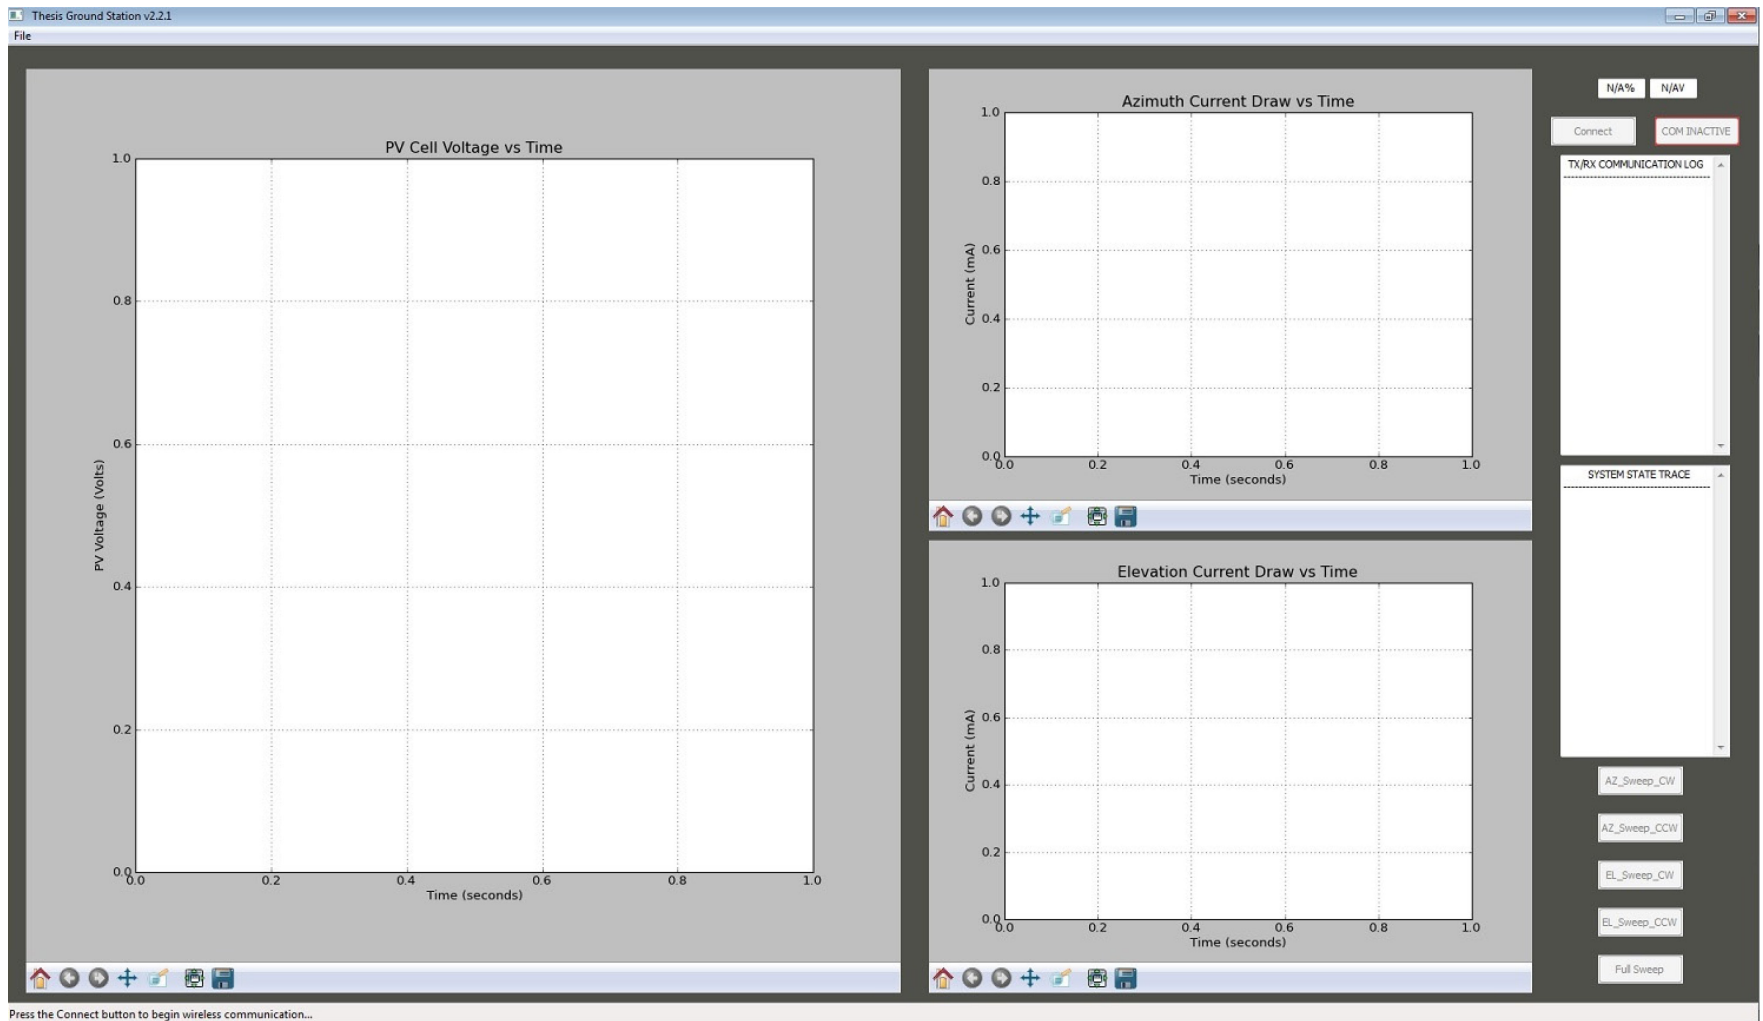 Thesis Ground Station v2.2.1
File
PV Cell Voltage vs Time
1.0
0.8
0.6
0.4
0.2
0.0
PV Voltage (Volts)
0.0 0.2 0.4 0.6 0.8 1.0
Time (seconds)
Azimuth Current Draw vs Time
1.0
0.8
0.6
0.4
0.2
0.0
Current (mA)
0.0 0.2 0.4 0.6 0.8 1.0
Time (seconds)
Elevation Current Draw vs Time
1.0
0.8
0.6
0.4
0.2
0.0
Current (mA)
0.0 0.2 0.4 0.6 0.8 1.0
Time (seconds)
N/A% N/AV
Connect COM INACTIVE
TX/RX COMMUNICATION LOG
SYSTEM STATE TRACE
AZ_Sweep_CW
AZ_Sweep_CCW
EL_Sweep_CW
EL_Sweep_CCW
Full Sweep
Press the Connect button to begin wireless communication...